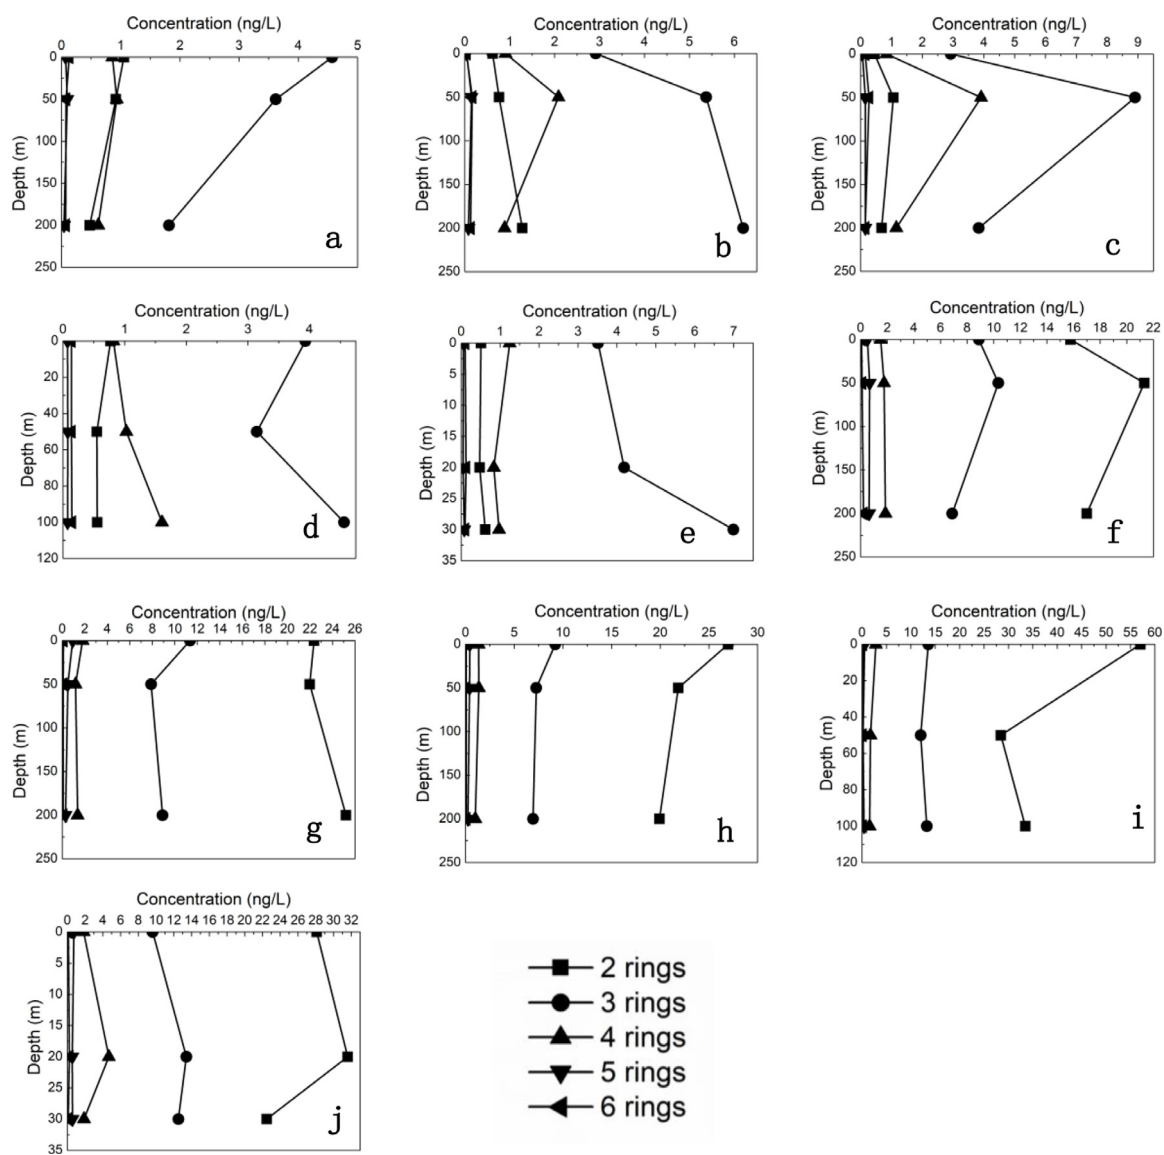 Concentration (ng/L)
0 1 2 3 4 5
0
50
100
150
200
250
Depth (m)
a
Concentration (ng/L)
0 1 2 3 4 5 6
0
50
100
150
200
250
Depth (m)
b
Concentration (ng/L)
0 1 2 3 4 5 6 7 8 9
0
50
100
150
200
250
Depth (m)
c
Concentration (ng/L)
0 1 2 3 4
0
20
40
60
80
100
120
Depth (m)
d
Concentration (ng/L)
0 1 2 3 4 5 6 7
0
5
10
15
20
25
30
35
Depth (m)
e
Concentration (ng/L)
0 2 4 6 8 10 12 14 16 18 20 22
0
50
100
150
200
250
Depth (m)
f
Concentration (ng/L)
0 2 4 6 8 10 12 14 16 18 20 22 24 26
0
50
100
150
200
250
Depth (m)
g
Concentration (ng/L)
0 5 10 15 20 25 30
0
50
100
150
200
250
Depth (m)
h
Concentration (ng/L)
0 5 10 15 20 25 30 35 40 45 50 55 60
0
20
40
60
80
100
120
Depth (m)
i
Concentration (ng/L)
0 2 4 6 8 10 12 14 16 18 20 22 24 26 28 30 32
0
5
10
15
20
25
30
35
Depth (m)
j
2 rings
3 rings
4 rings
5 rings
6 rings